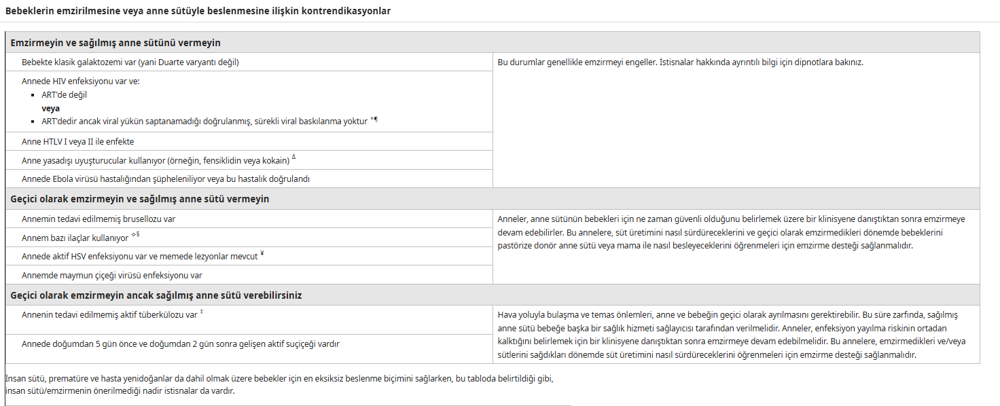 Bebeklerin emzirilmesine veya anne sütüyle beslenmesine ilişkin kontrendikasyonlar
Emzirmeyin ve sağılmış anne sütünü vermeyin
Bebekte klasik galaktozemi var (yani Duarte varyantı değil)
Bu durumlar genellikle emzirmeyi engeller. İstisnalar hakkında ayrıntılı bilgi için dipnotlara bakınız.
Annede HIV enfeksiyonu var ve:
▪ ART'de değil
veya
▪ ART'dedir ancak viral yükün saptanamadığı doğrulanmış, sürekli viral baskılanma yoktur *¶
Anne HTLV I veya II ile enfekte
Anne yasadışı uyuşturucular kullanıyor (örneğin, fensiklidin veya kokain) Δ
Annede Ebola virüsü hastalığından şüpheleniliyor veya bu hastalık doğrulandı
Geçici olarak emzirmeyin ve sağılmış anne sütü vermeyin
Annemin tedavi edilmemiş brusellozu var
Annem bazı ilaçlar kullanıyor ◇§
Annede aktif HSV enfeksiyonu var ve memede lezyonlar mevcut ¥
Annemde maymun çiçeği virüsü enfeksiyonu var
Anneler, anne sütünün bebekleri için ne zaman güvenli olduğunu belirlemek üzere bir klinisyene danıştıktan sonra emzirmeye
devam edebilirler. Bu annelere, süt üretimini nasıl sürdüreceklerini ve geçici olarak emzirmedikleri dönemde bebeklerini
pastörize donör anne sütü veya mama ile nasıl besleyeceklerini öğrenmeleri için emzirme desteği sağlanmalıdır.
Geçici olarak emzirmeyin ancak sağılmış anne sütü verebilirsiniz
Annenin tedavi edilmemiş aktif tüberkülozu var ‡
Annede doğumdan 5 gün önce ve doğumdan 2 gün sonra gelişen aktif suçiçeği vardır
Hava yoluyla bulaşma ve temas önlemleri, anne ve bebeğin geçici olarak ayrılmasını gerektirebilir. Bu süre zarfında, sağılmış
anne sütü bebeğe başka bir sağlık hizmeti sağlayıcısı tarafından verilmelidir. Anneler, enfeksiyon yayılma riskinin ortadan
kalktığını belirlemek için bir klinisyene danıştıktan sonra emzirmeye devam edebilmelidir. Bu annelere, emzirmedikleri ve/veya
sütlerini sağdıkları dönemde süt üretimini nasıl sürdüreceklerini öğrenmeleri için emzirme desteği sağlanmalıdır.
İnsan sütü, prematüre ve hasta yenidoğanlar da dahil olmak üzere bebekler için en eksiksiz beslenme biçimini sağlarken, bu tabloda belirtildiği gibi,
insan sütü/emzirmenin önerilmediği nadir istisnalar da vardır.